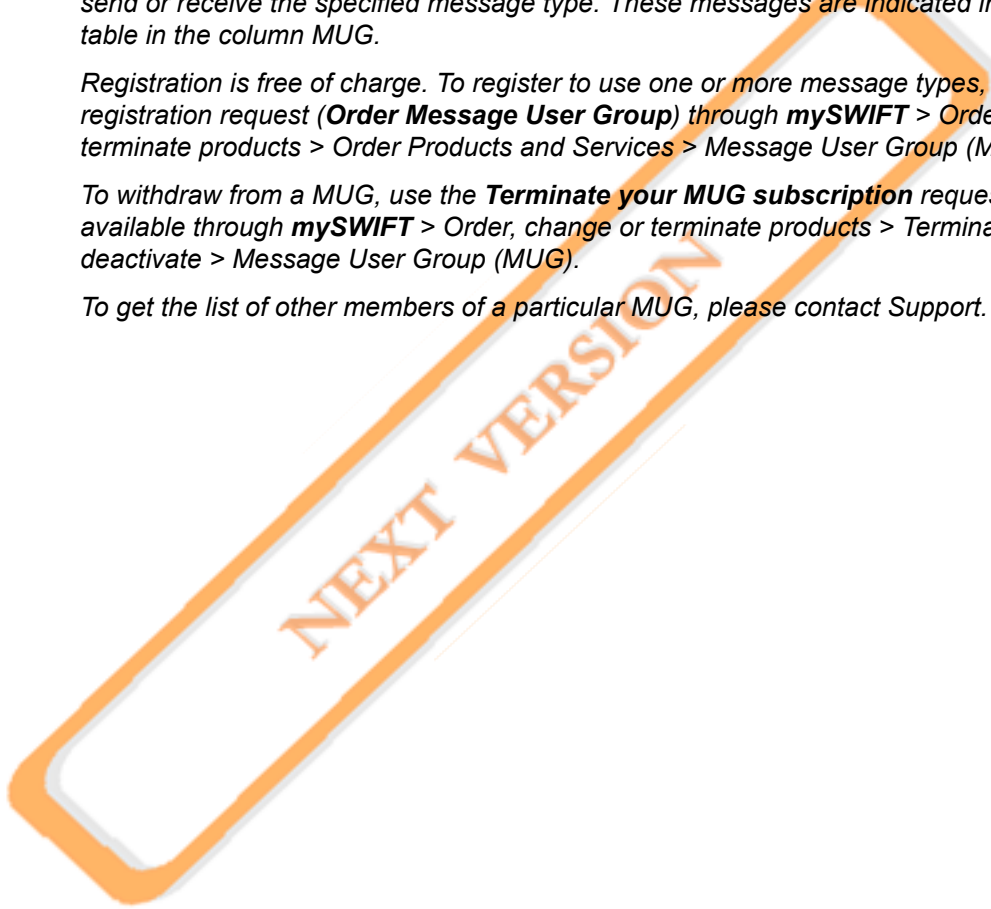 send or receive the specified message type. These messages are indicated in
table in the column MUG.
Registration is free of charge. To register to use one or more message types,
registration request (Order Message User Group) through mySWIFT > Orde
terminate products > Order Products and Services > Message User Group (M
To withdraw from a MUG, use the Terminate your MUG subscription reques
available through mySWIFT > Order, change or terminate products > Termina
deactivate > Message User Group (MUG).
To get the list of other members of a particular MUG, please contact Support.
NEXT VERSION